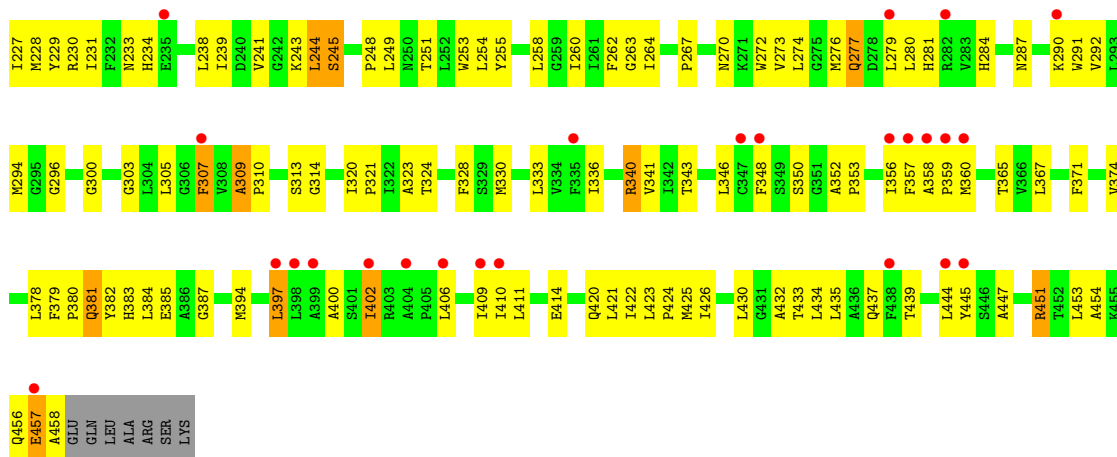 I227 M228 Y229 R230 I231 F232 N233 H234 E235 L238 I239 D240 V241 G242 K243 L244 S245 P248 L249 N250 T251 L252 W253 L254 Y255 L258 G259 I260 I261 F262 G263 I264 P267 N270 K271 W272 V273 L274 G275 M276 Q277 D278 L279 L280 H281 R282 V283 H284 N287 K290 W291 V292 L293
M294 G295 G296 G300 G303 L304 L305 G306 F307 V308 A309 P310 S313 G314 I320 P321 I322 A323 T324 F328 S329 M330 L333 V334 F335 I336 R340 V341 I342 T343 L346 C347 F348 S349 S350 G351 A352 P353 I356 F357 A358 P359 M360 T365 V366 L367 F371 V374
L378 F379 P380 Q381 Y382 H383 L384 E385 A386 G387 M394 L397 L398 A399 A400 S401 I402 R403 A404 P405 L406 I409 I410 L411 E414 Q420 L421 I422 L423 P424 M425 I426 L430 G431 A432 T433 L434 L435 A436 Q437 F438 T439 L444 Y445 S446 A447 R451 T452 L453 A454 K455
Q456 E457 A458 GLU GLN LEU ALA ARG SER LYS